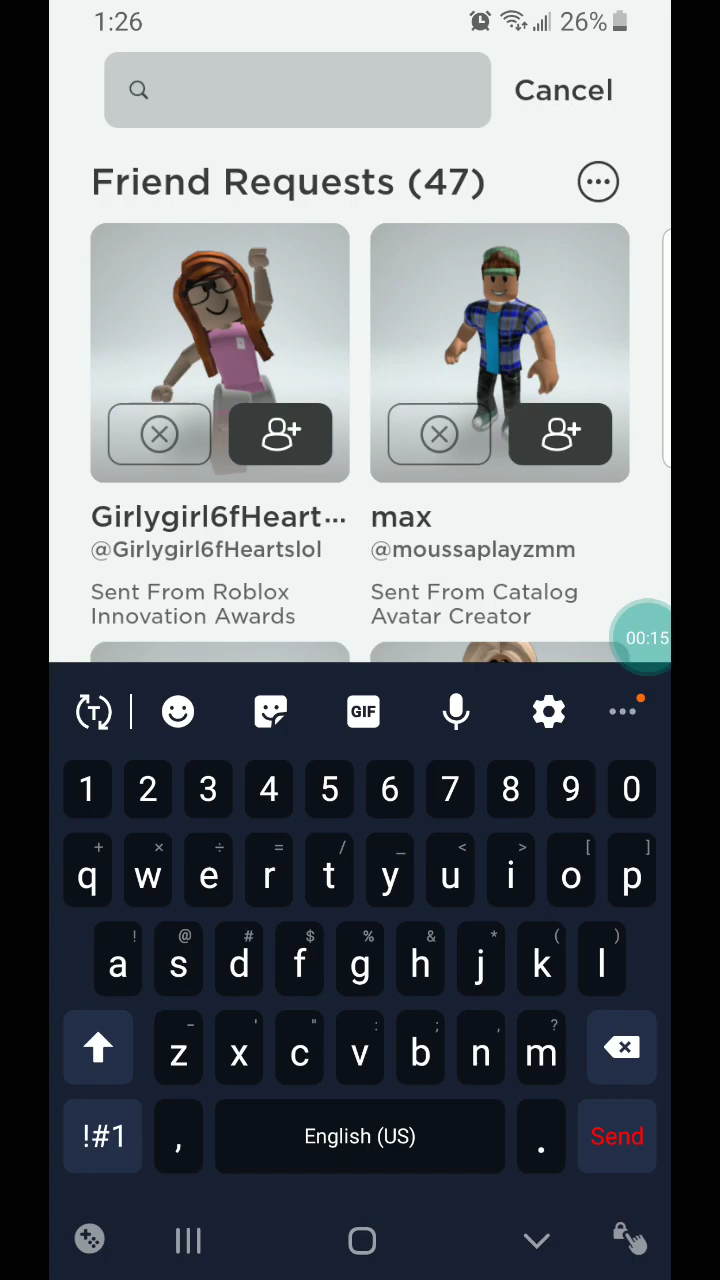 1:26 26%
Cancel
Friend Requests (47)
Girlygirl6fHeart... max
@Girlygirl6fHeartslol @moussaplayzmm
Sent From Roblox Sent From Catalog
Innovation Awards Avatar Creator
00:15
T GIF
1 2 3 4 5 6 7 8 9 0
+ × ÷ = / _ < > [ ]
q w e r t y u i o p
! @ # $ % & * ( )
a s d f g h j k l
- ' " : ; , ?
z x c v b n m
!#1 , English (US) . Send